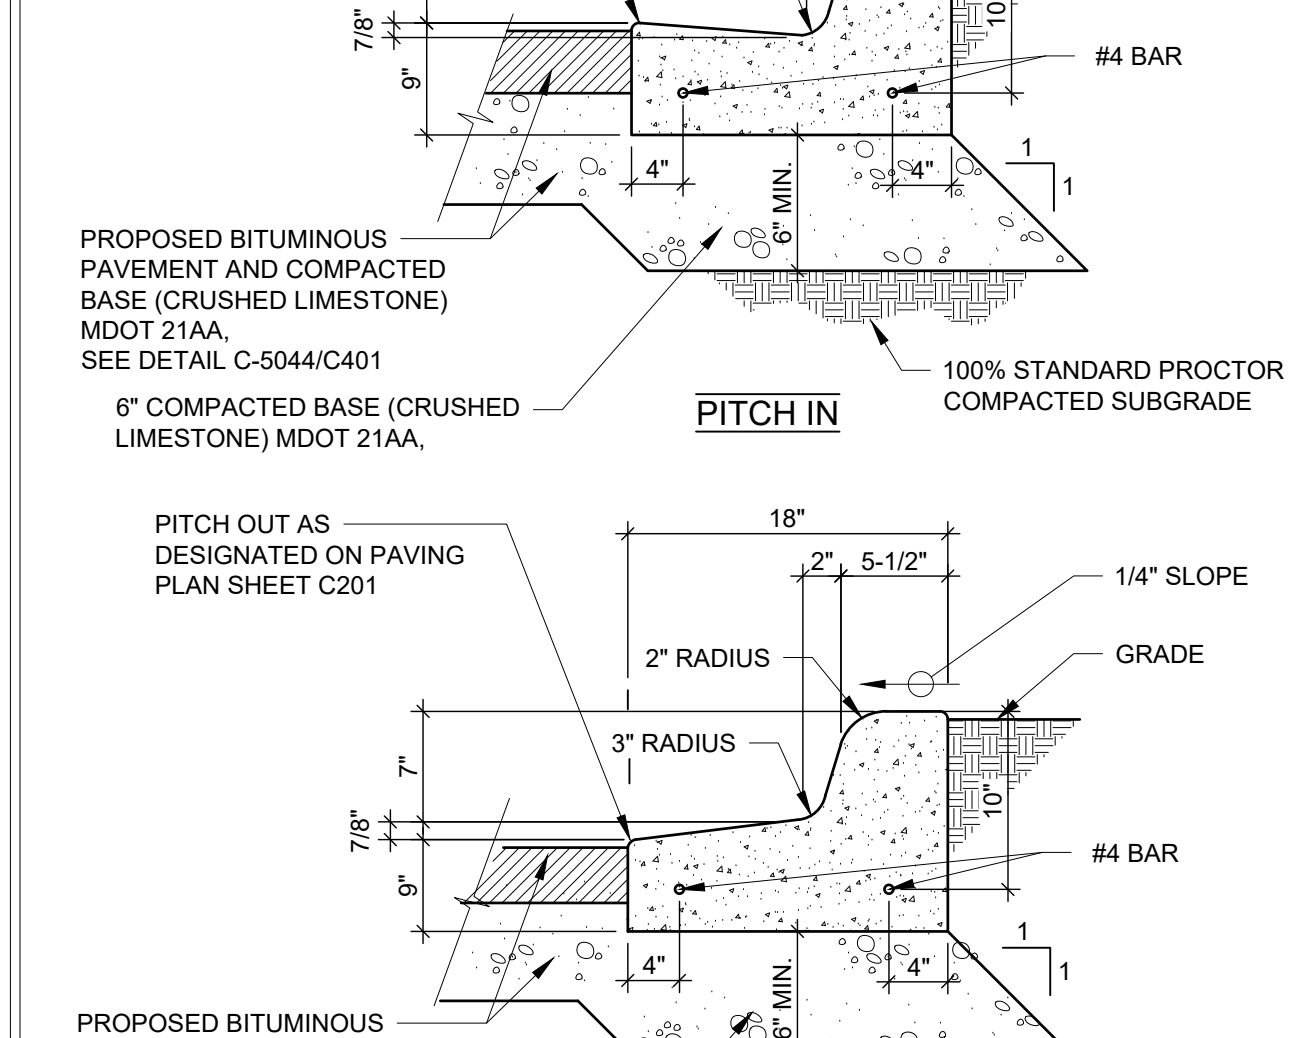 10
7/8"
#4 BAR
9"
1
4"
4"
1
6" MIN.
PROPOSED BITUMINOUS
PAVEMENT AND COMPACTED
BASE (CRUSHED LIMESTONE)
MDOT 21AA,
SEE DETAIL C-5044/C401
100% STANDARD PROCTOR
COMPACTED SUBGRADE
6" COMPACTED BASE (CRUSHED
LIMESTONE) MDOT 21AA,
PITCH IN
PITCH OUT AS
DESIGNATED ON PAVING
PLAN SHEET C201
18"
2"
5-1/2"
1/4" SLOPE
2" RADIUS
GRADE
3" RADIUS
7"
10"
7/8"
#4 BAR
9"
1
4"
4"
1
6" MIN.
PROPOSED BITUMINOUS